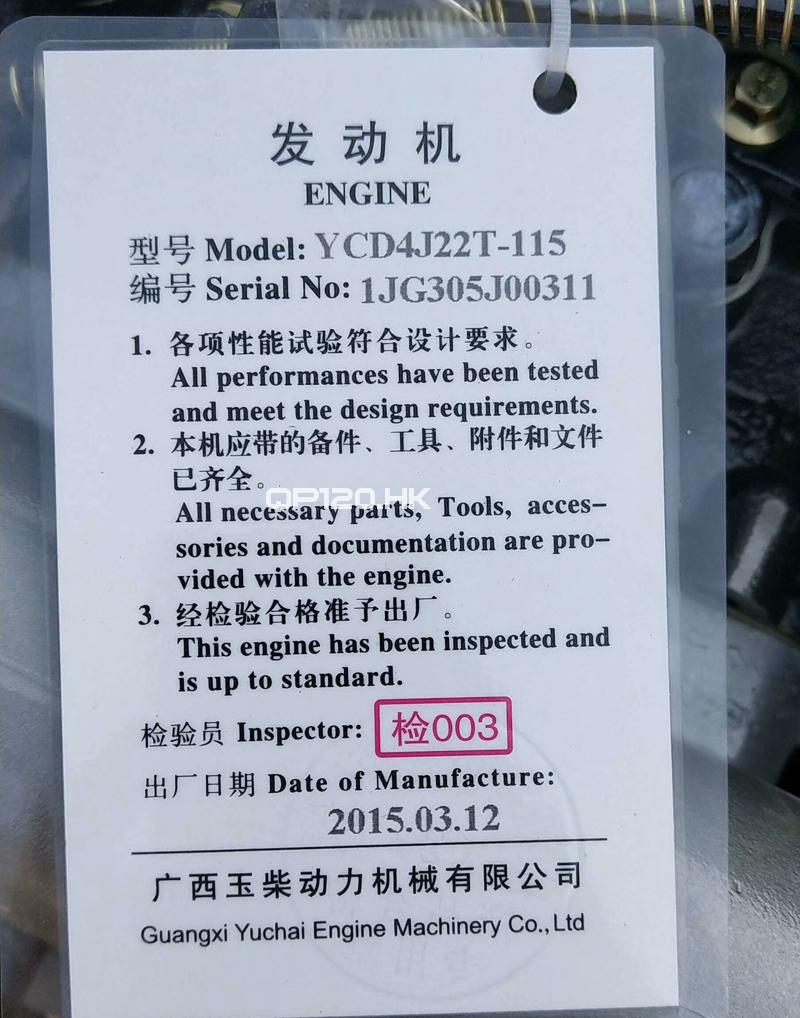 发动机
ENGINE
型号 Model: YCD4J22T-115
编号 Serial No: 1JG305J00311
1. 各项性能试验符合设计要求。
All performances have been tested
and meet the design requirements.
2. 本机应带的备件、工具、附件和文件
已齐全。
QP120.HK
All necessary parts, Tools, acces-
sories and documentation are pro-
vided with the engine.
3. 经检验合格准予出厂。
This engine has been inspected and
is up to standard.
检验员 Inspector: 检003
出厂日期 Date of Manufacture:
2015.03.12
广西玉柴动力机械有限公司
Guangxi Yuchai Engine Machinery Co., Ltd